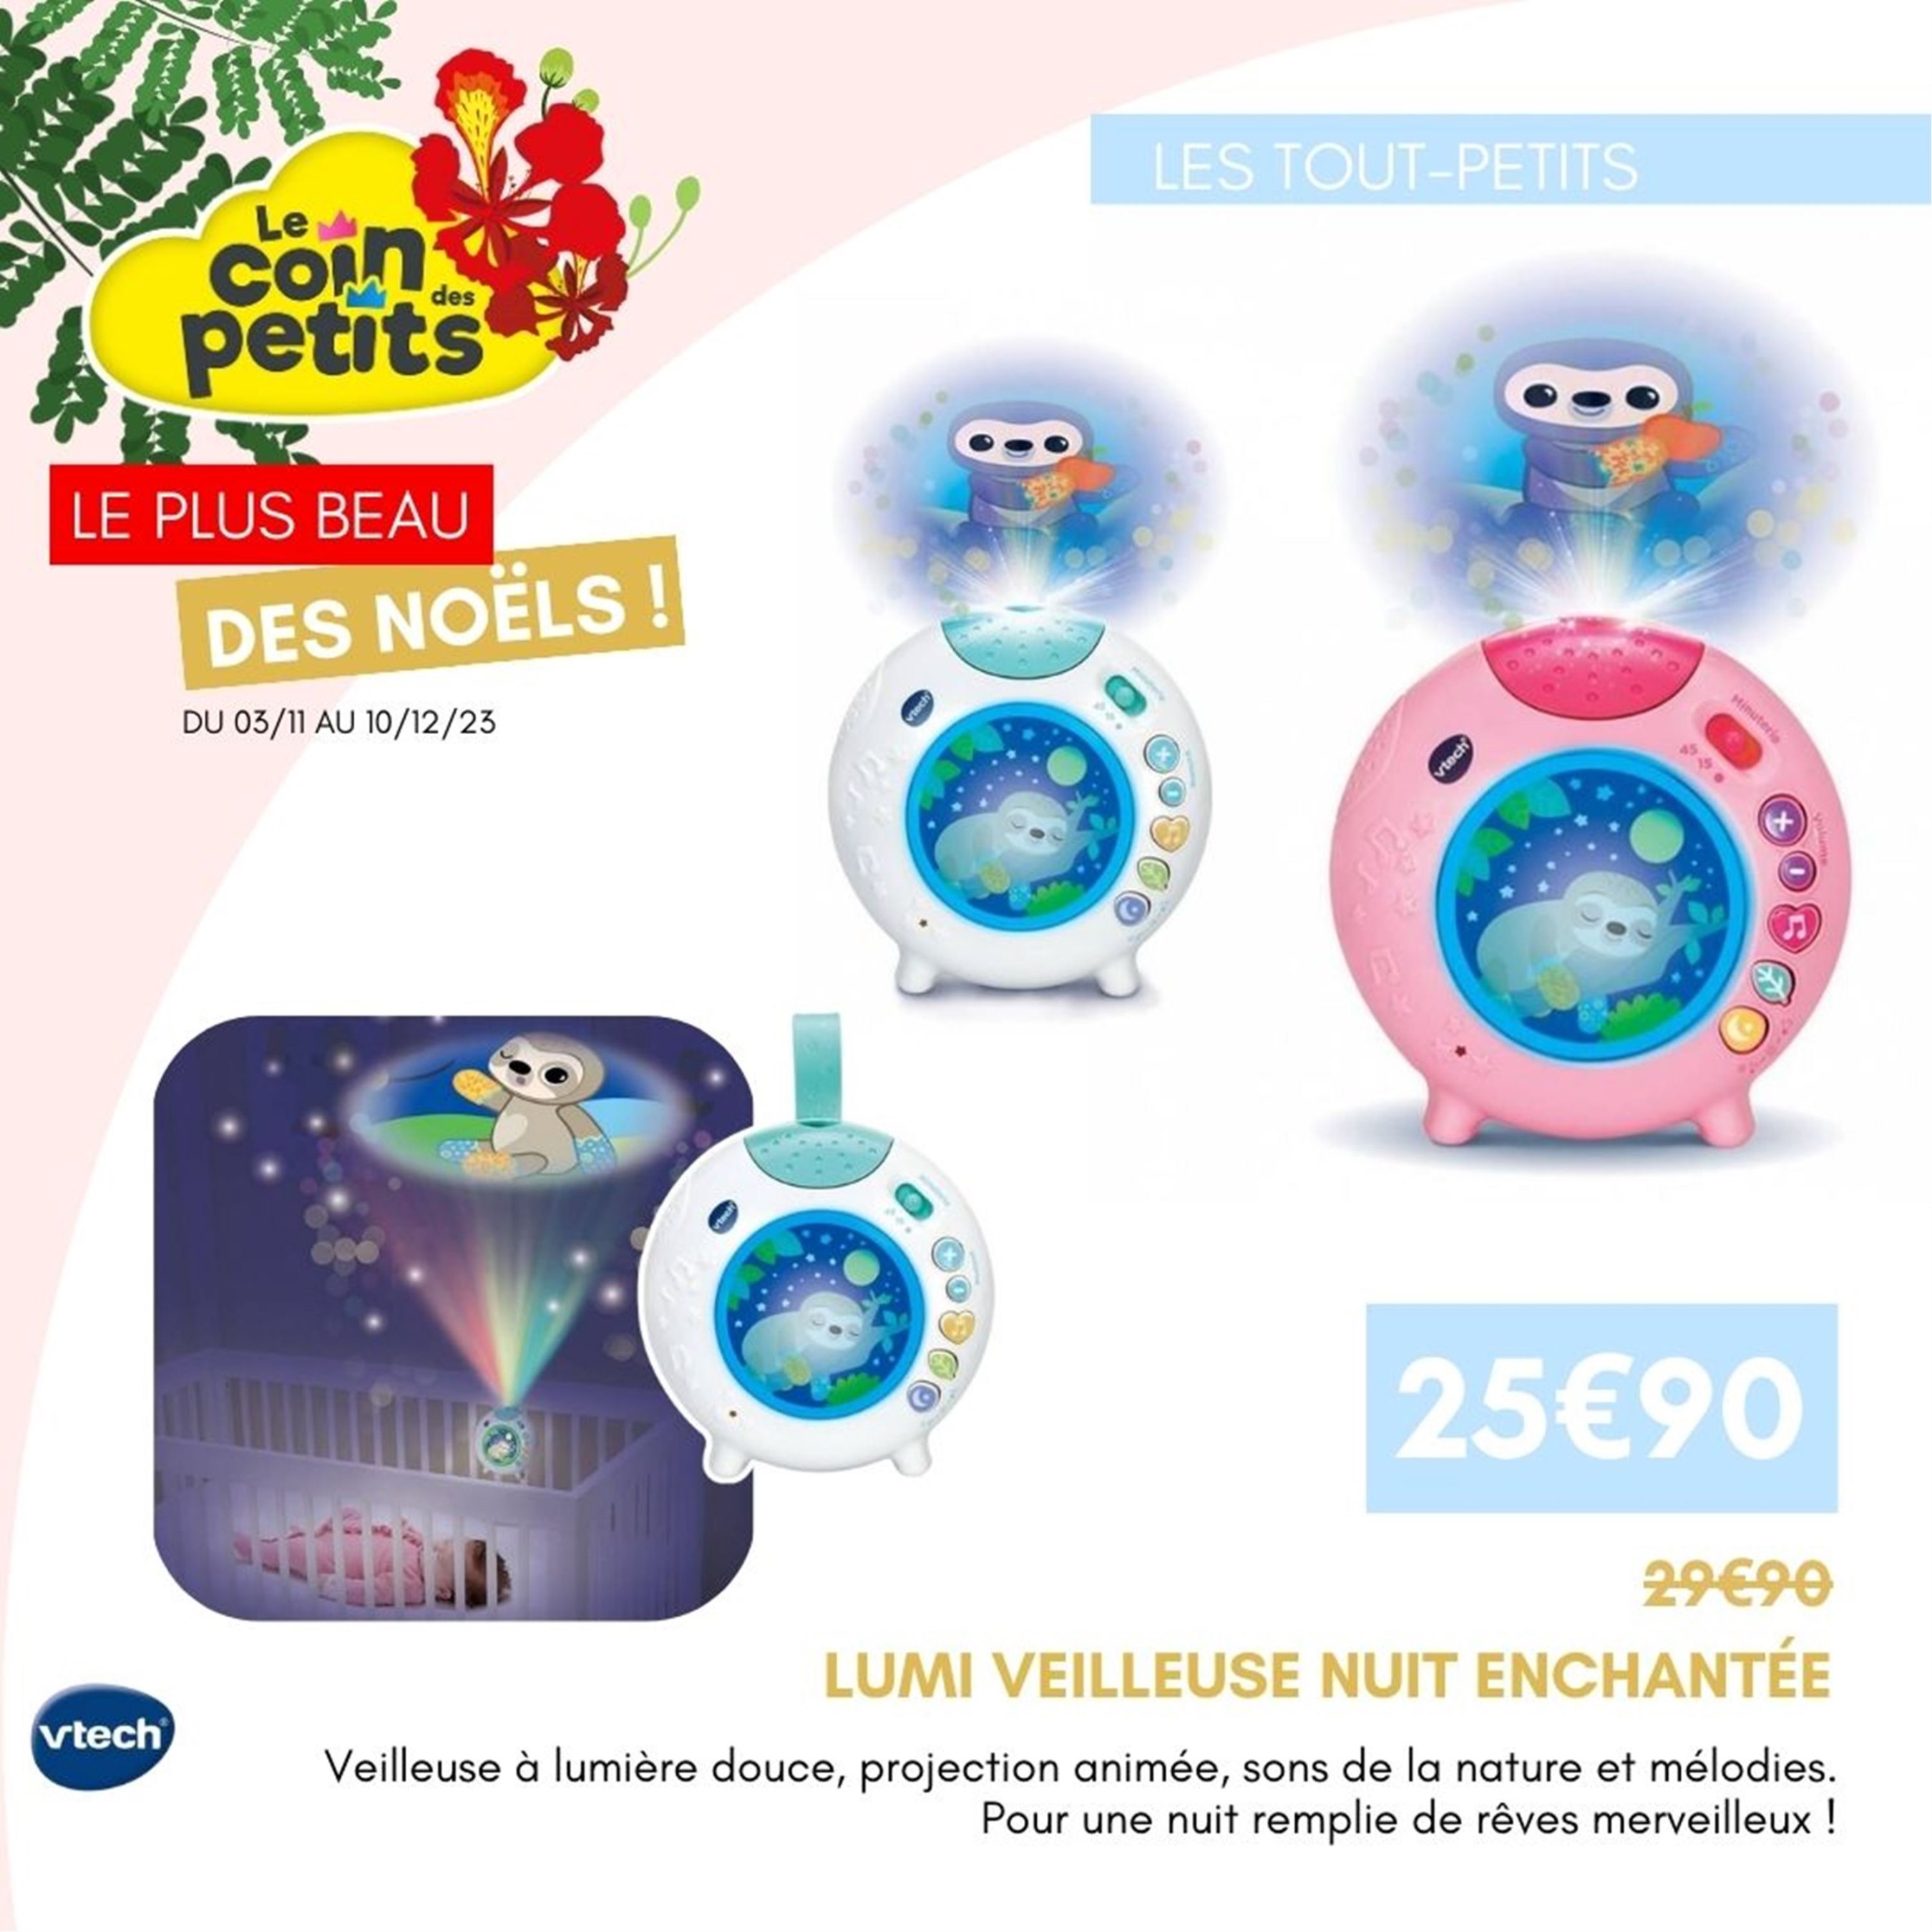 Le
coin
des
petits
LES TOUT-PETITS
LE PLUS BEAU
DES NOËLS !
DU 03/11 AU 10/12/23
vtech
vtech
Minuterie
45
15
volume
vtech
25€90
29€90
LUMI VEILLEUSE NUIT ENCHANTÉE
vtech
Veilleuse à lumière douce, projection animée, sons de la nature et mélodies.
Pour une nuit remplie de rêves merveilleux !